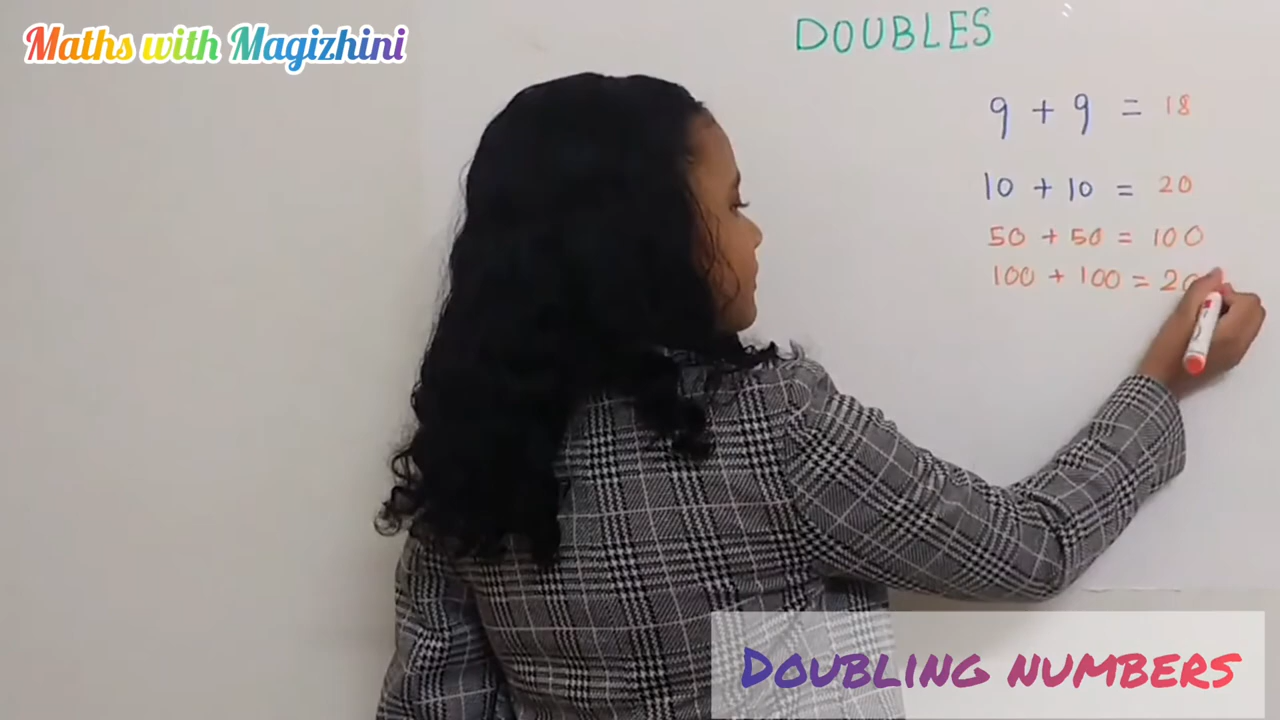 Maths with Magizhini
DOUBLES
9 + 9 = 18
10 + 10 = 20
50 + 50 = 100
100 + 100 = 20
DOUBLING NUMBERS